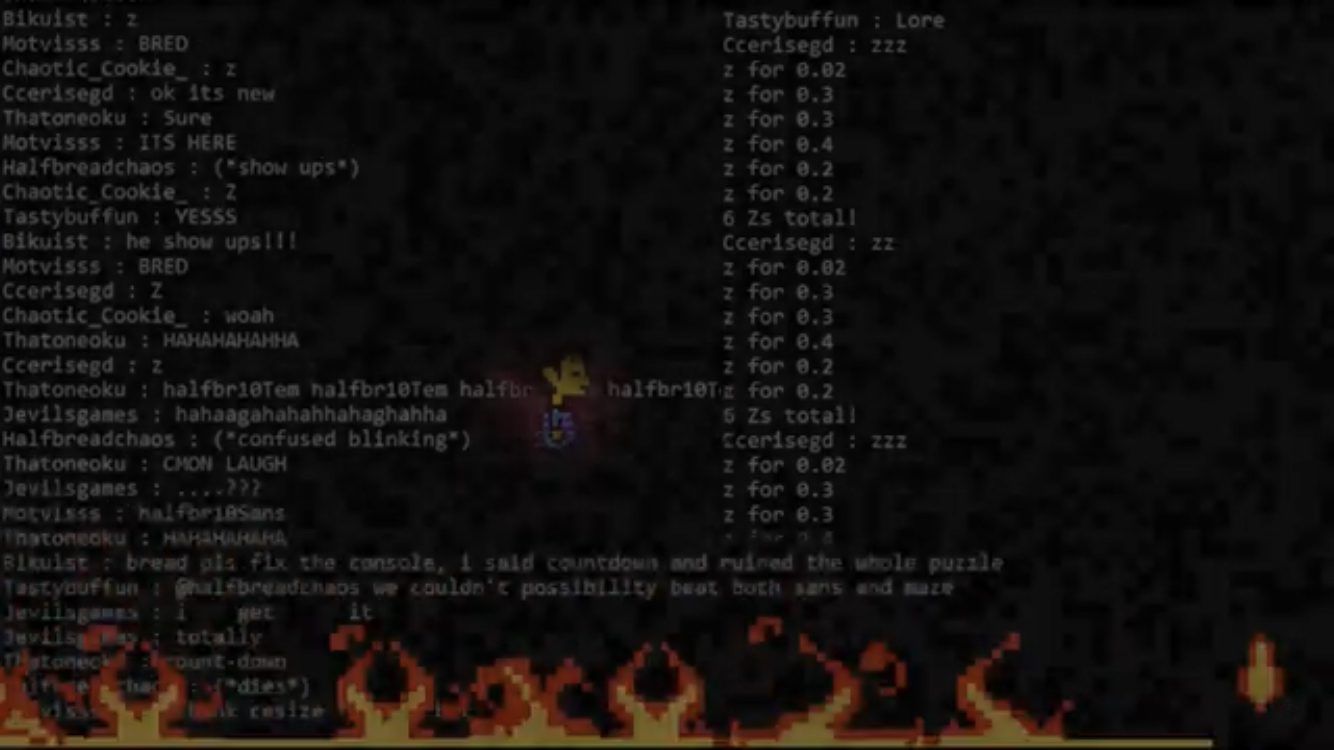 Bikuist : z
Motvisss : BRED
Chaotic_Cookie_ : z
Ccerisegd : ok its new
Thatoneoku : Sure
Motvisss : ITS HERE
Halfbreadchaos : (*show ups*)
Chaotic_Cookie_ : Z
Tastybuffun : YESSS
Bikuist : he show ups!!!
Motvisss : BRED
Ccerisegd : Z
Chaotic_Cookie_ : woah
Thatoneoku : HAHAHAHAHHA
Ccerisegd : z
Thatoneoku : halfbr10Tem halfbr10Tem halfbr halfbr10T
Jevilsgames : hahaagahahahhahaghahha
Halfbreadchaos : (*confused blinking*)
Thatoneoku : CMON LAUGH
Jevilsgames : ....???
Motvisss : halfbr10Sans
Thatoneoku : HAHAHAHAHA
Bikuist : bread pls fix the console, i said countdown and ruined the whole puzzle
Tastybuffun : @halfbreadchaos we couldn't possibility beat both sans and maze
Jevilsgames : i get it
: totally
Thatoneoku : count-down
: (*dies*)
resize
Tastybuffun : Lore
Ccerisegd : zzz
z for 0.02
z for 0.3
z for 0.3
z for 0.4
z for 0.2
z for 0.2
6 Zs total!
Ccerisegd : zz
z for 0.02
z for 0.3
z for 0.3
z for 0.4
z for 0.2
z for 0.2
6 Zs total!
Ccerisegd : zzz
z for 0.02
z for 0.3
z for 0.3